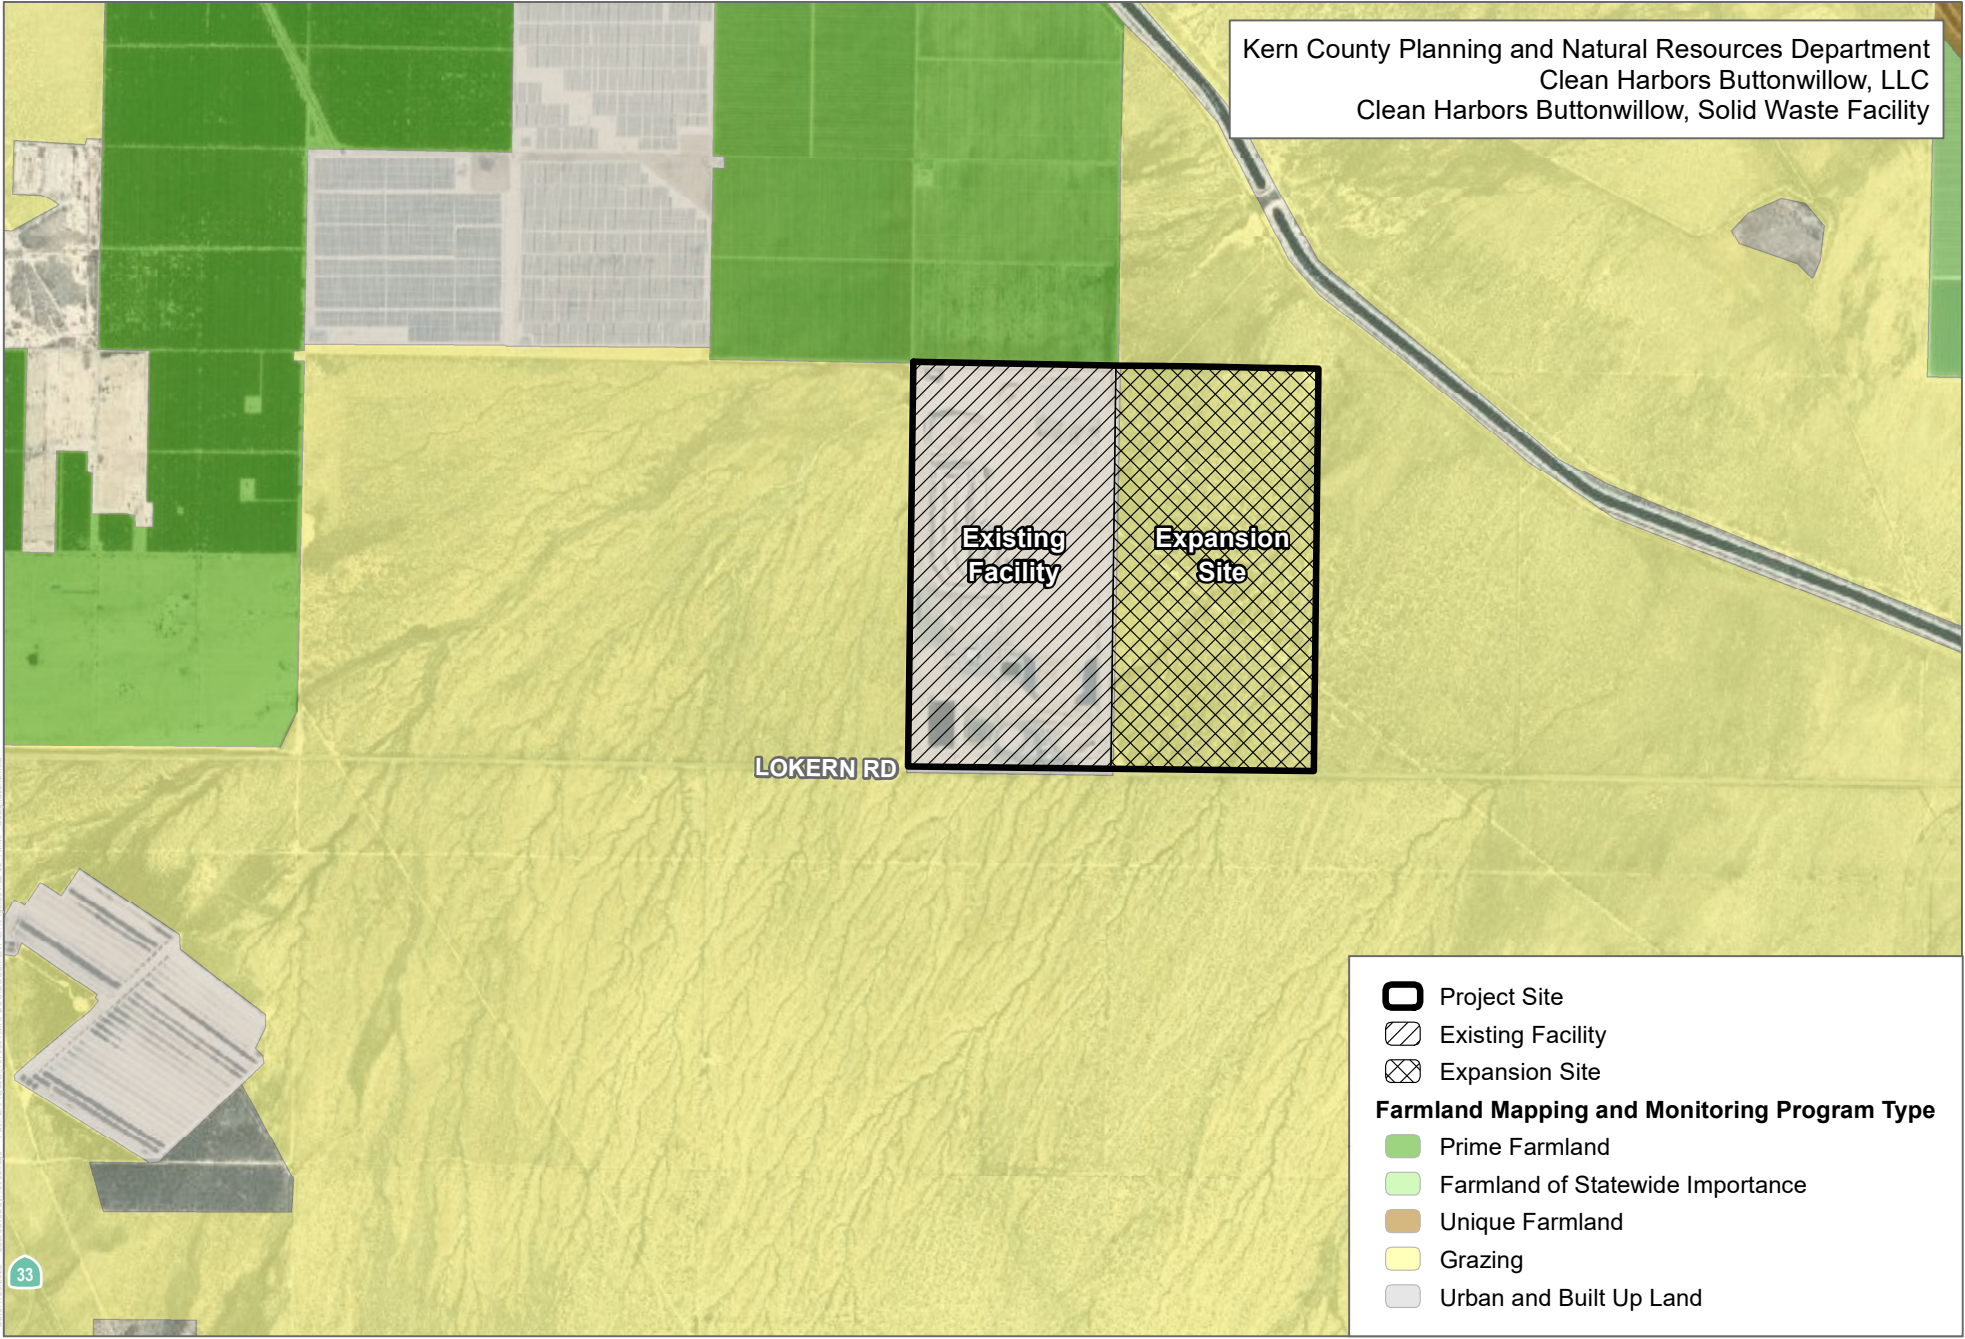 Kern County Planning and Natural Resources Department
Clean Harbors Buttonwillow, LLC
Clean Harbors Buttonwillow, Solid Waste Facility
Existing
Facility
Expansion
Site
LOKERN RD
33
Project Site
Existing Facility
Expansion Site
Farmland Mapping and Monitoring Program Type
Prime Farmland
Farmland of Statewide Importance
Unique Farmland
Grazing
Urban and Built Up Land